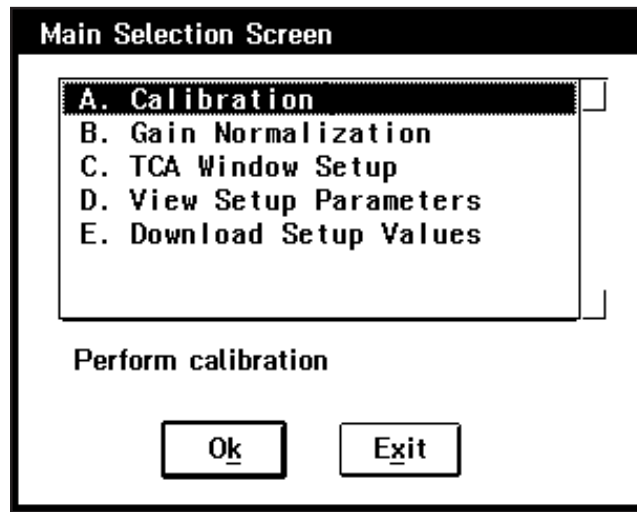 Main Selection Screen
A. Calibration
B. Gain Normalization
C. TCA Window Setup
D. View Setup Parameters
E. Download Setup Values
Perform calibration
Ok
Exit